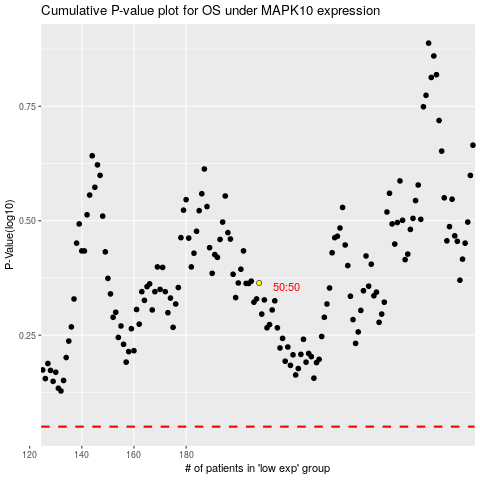 Cumulative P-value plot for OS under MAPK10 expression
P-Value(log10)
0.75
0.50
0.25
50:50
120 140 160 180
# of patients in 'low exp' group